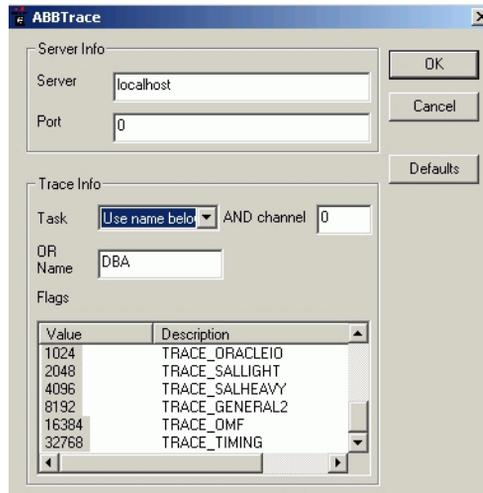 ABBTrace
Server Info
Server localhost
Port 0
OK
Cancel
Defaults
Trace Info
Task Use name belo AND channel 0
OR
Name DBA
Flags
Value Description
1024 TRACE_ORACLEIO
2048 TRACE_SALLIGHT
4096 TRACE_SALHEAVY
8192 TRACE_GENERAL2
16384 TRACE_OMF
32768 TRACE_TIMING